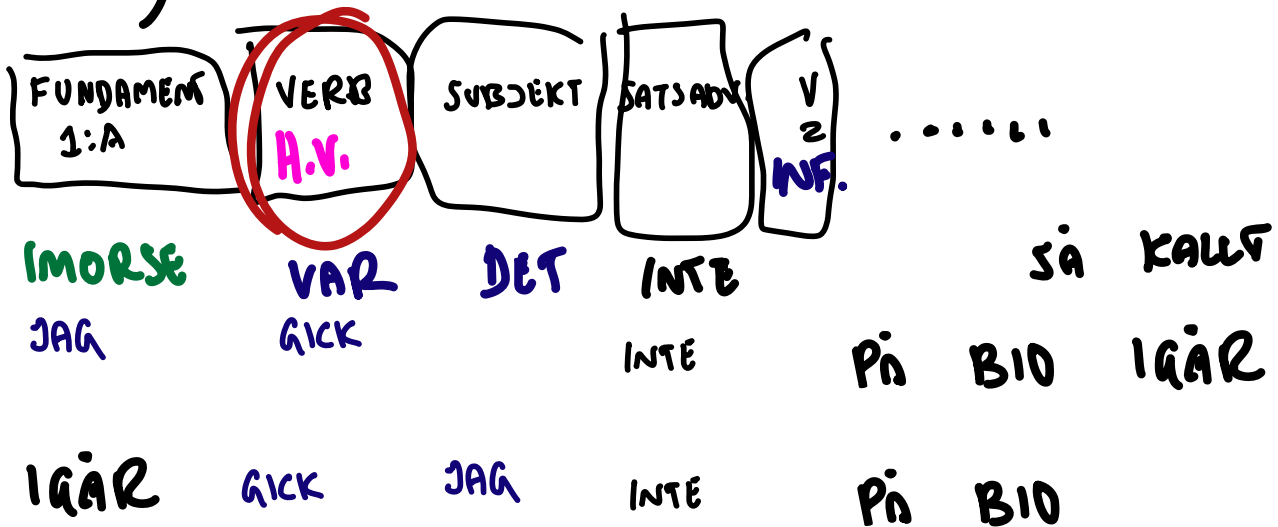 FUNDAMENT VERB SUBJEKT SATSADV. V
1:A H.V. 2
INF.
IMORSE VAR DET INTE SÅ KALLT
JAG GICK INTE PÅ BIO IGÅR
IGÅR GICK JAG INTE PÅ BIO